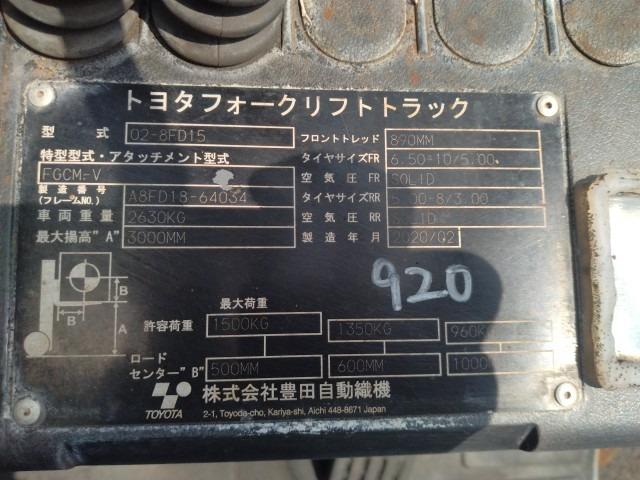 トヨタフォークリフトトラック
型式 02-8FD15 フロントトレッド 890MM
特型型式・アタッチメント型式 タイヤサイズFR 6.50-10/5.00
FGCM-V 空気圧FR SOLID
製造番号 (フレームNO.) A8FD18-64034 タイヤサイズRR 5.00-8/3.00
車両重量 2630KG 空気圧RR
最大揚高"A" 3000MM 製造年月 2020/02
920
B
B
A
最大荷重
許容荷重 1500KG 1350KG 960K
ロードセンター"B" 500MM 600MM 1000
TOYOTA 株式会社豊田自動織機
2-1, Toyoda-cho, Kariya-shi, Aichi 448-8671 Japan